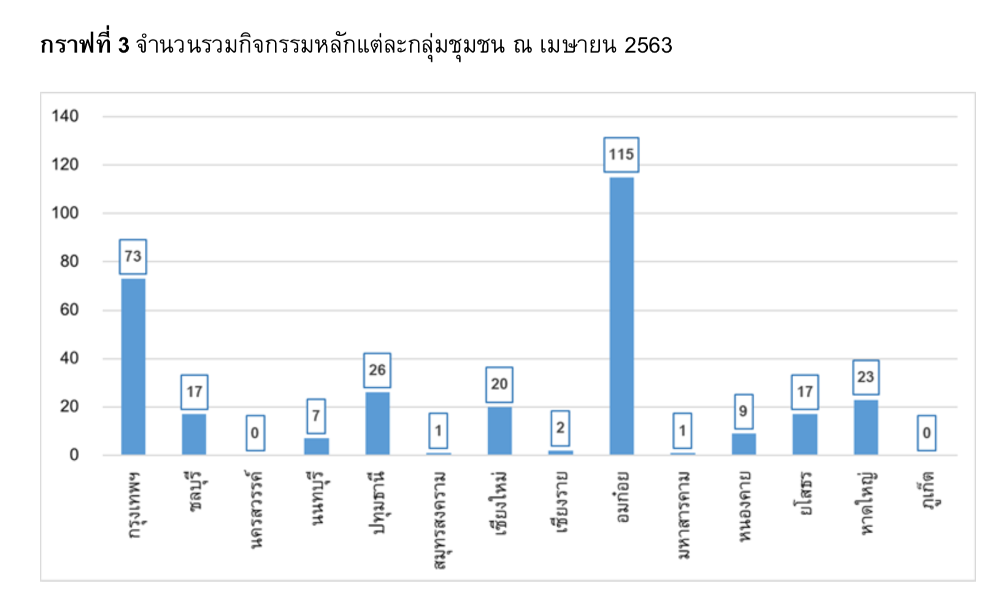 กราฟที่ 3 จำนวนรวมกิจกรรมหลักแต่ละกลุ่มชุมชน ณ เมษายน 2563
140
120
100
80
60
40
20
0
73
17
0
7
26
1
20
2
115
1
9
17
23
0
กรุงเทพฯ
ชลบุรี
นครสวรรค์
นนทบุรี
ปทุมธานี
สมุทรสงคราม
เชียงใหม่
เชียงราย
อมก๋อย
มหาสารคาม
หนองคาย
ยโสธร
หาดใหญ่
ภูเก็ต